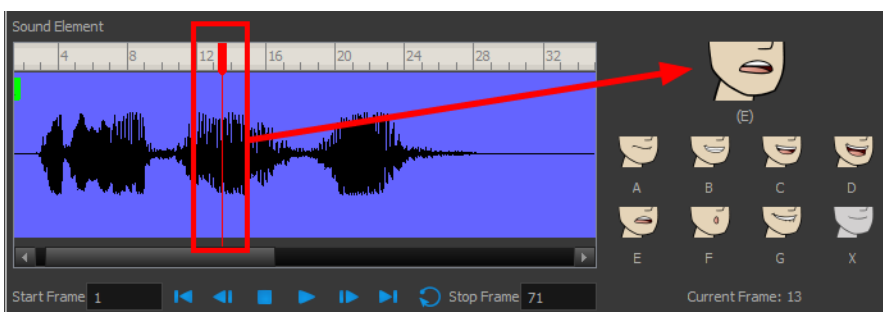 Sound Element
4 8 12 16 20 24 28 32
(E)
A B C D
E F G X
Start Frame 1 Stop Frame 71 Current Frame: 13